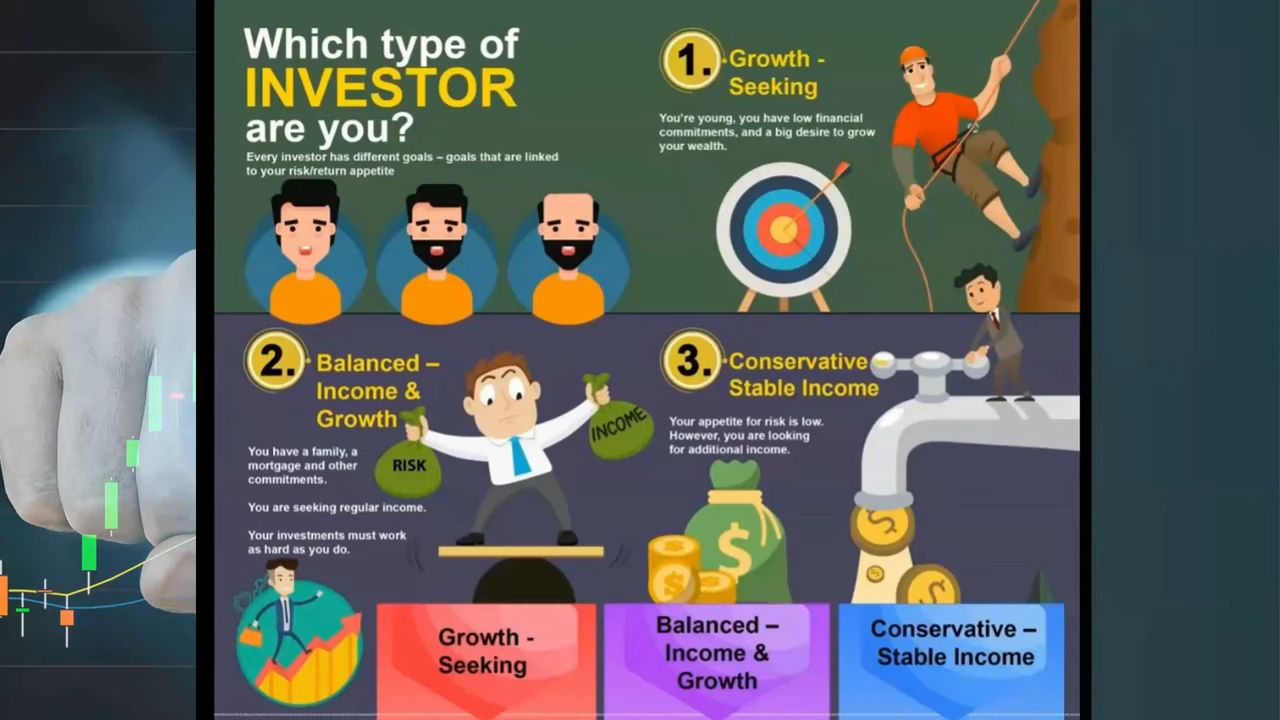 Which type of
INVESTOR
are you?
Every investor has different goals – goals that are linked
to your risk/return appetite
1.
Growth -
Seeking
You're young, you have low financial
commitments, and a big desire to grow
your wealth.
2.
Balanced –
Income &
Growth
You have a family, a
mortgage and other
commitments.
You are seeking regular income.
Your investments must work
as hard as you do.
RISK
INCOME
3.
Conservative
Stable Income
Your appetite for risk is low.
However, you are looking
for additional income.
$
$
$
$
$
$
Growth -
Seeking
Balanced –
Income &
Growth
Conservative –
Stable Income